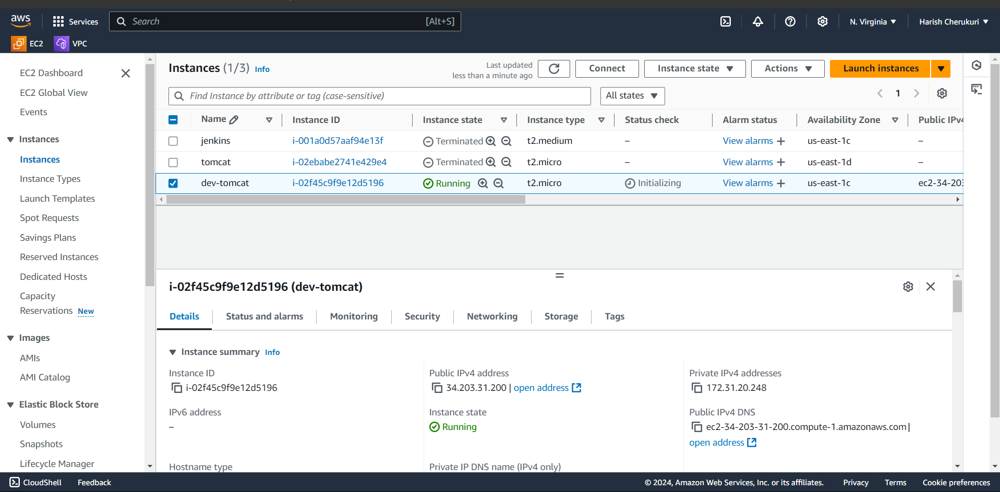 aws
Services
Search
[Alt+S]
N. Virginia
Harish Cherukuri
EC2
VPC
EC2 Dashboard
EC2 Global View
Events
Instances
Instances
Instance Types
Launch Templates
Spot Requests
Savings Plans
Reserved Instances
Dedicated Hosts
Capacity
Reservations New
Images
AMIs
AMI Catalog
Elastic Block Store
Volumes
Snapshots
Lifecycle Manager
Instances (1/3) Info
Last updated
less than a minute ago
Connect
Instance state
Actions
Launch instances
Find Instance by attribute or tag (case-sensitive)
All states
1
Name Instance ID Instance state Instance type Status check Alarm status Availability Zone Public IPv4
jenkins i-001a0d57aaf94e13f Terminated t2.medium – View alarms us-east-1c –
tomcat i-02ebabe2741e429e4 Terminated t2.micro – View alarms us-east-1d –
dev-tomcat i-02f45c9f9e12d5196 Running t2.micro Initializing View alarms us-east-1c ec2-34-203
i-02f45c9f9e12d5196 (dev-tomcat)
Details Status and alarms Monitoring Security Networking Storage Tags
Instance summary Info
Instance ID
i-02f45c9f9e12d5196
Public IPv4 address
34.203.31.200 | open address
Private IPv4 addresses
172.31.20.248
IPv6 address
–
Instance state
Running
Public IPv4 DNS
ec2-34-203-31-200.compute-1.amazonaws.com |
open address
Hostname type
Private IP DNS name (IPv4 only)
CloudShell
Feedback
© 2024, Amazon Web Services, Inc. or its affiliates.
Privacy
Terms
Cookie preferences